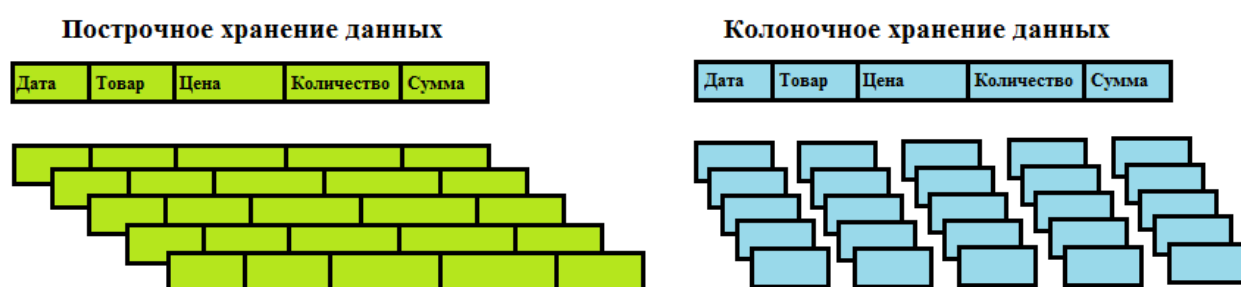 Построчное хранение данных
Дата Товар Цена Количество Сумма
Колоночное хранение данных
Дата Товар Цена Количество Сумма